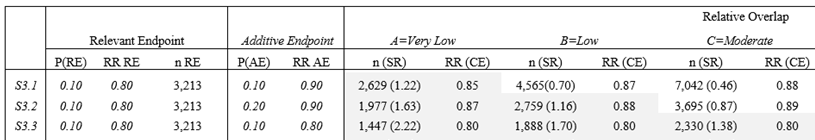 Relative Overlap
Relevant Endpoint Additive Endpoint A=Very Low B=Low C=Moderate
P(RE) RR RE n RE P(AE) RR AE n (SR) RR (CE) n (SR) RR (CE) n (SR) RR (CE)
S3.1 0.10 0.80 3,213 0.10 0.90 2,629 (1.22) 0.85 4,565(0.70) 0.87 7,042 (0.46) 0.88
S3.2 0.10 0.80 3,213 0.20 0.90 1,977 (1.63) 0.87 2,759 (1.16) 0.88 3,695 (0.87) 0.89
S3.3 0.10 0.80 3,213 0.10 0.80 1,447 (2.22) 0.80 1,888 (1.70) 0.80 2,330 (1.38) 0.80